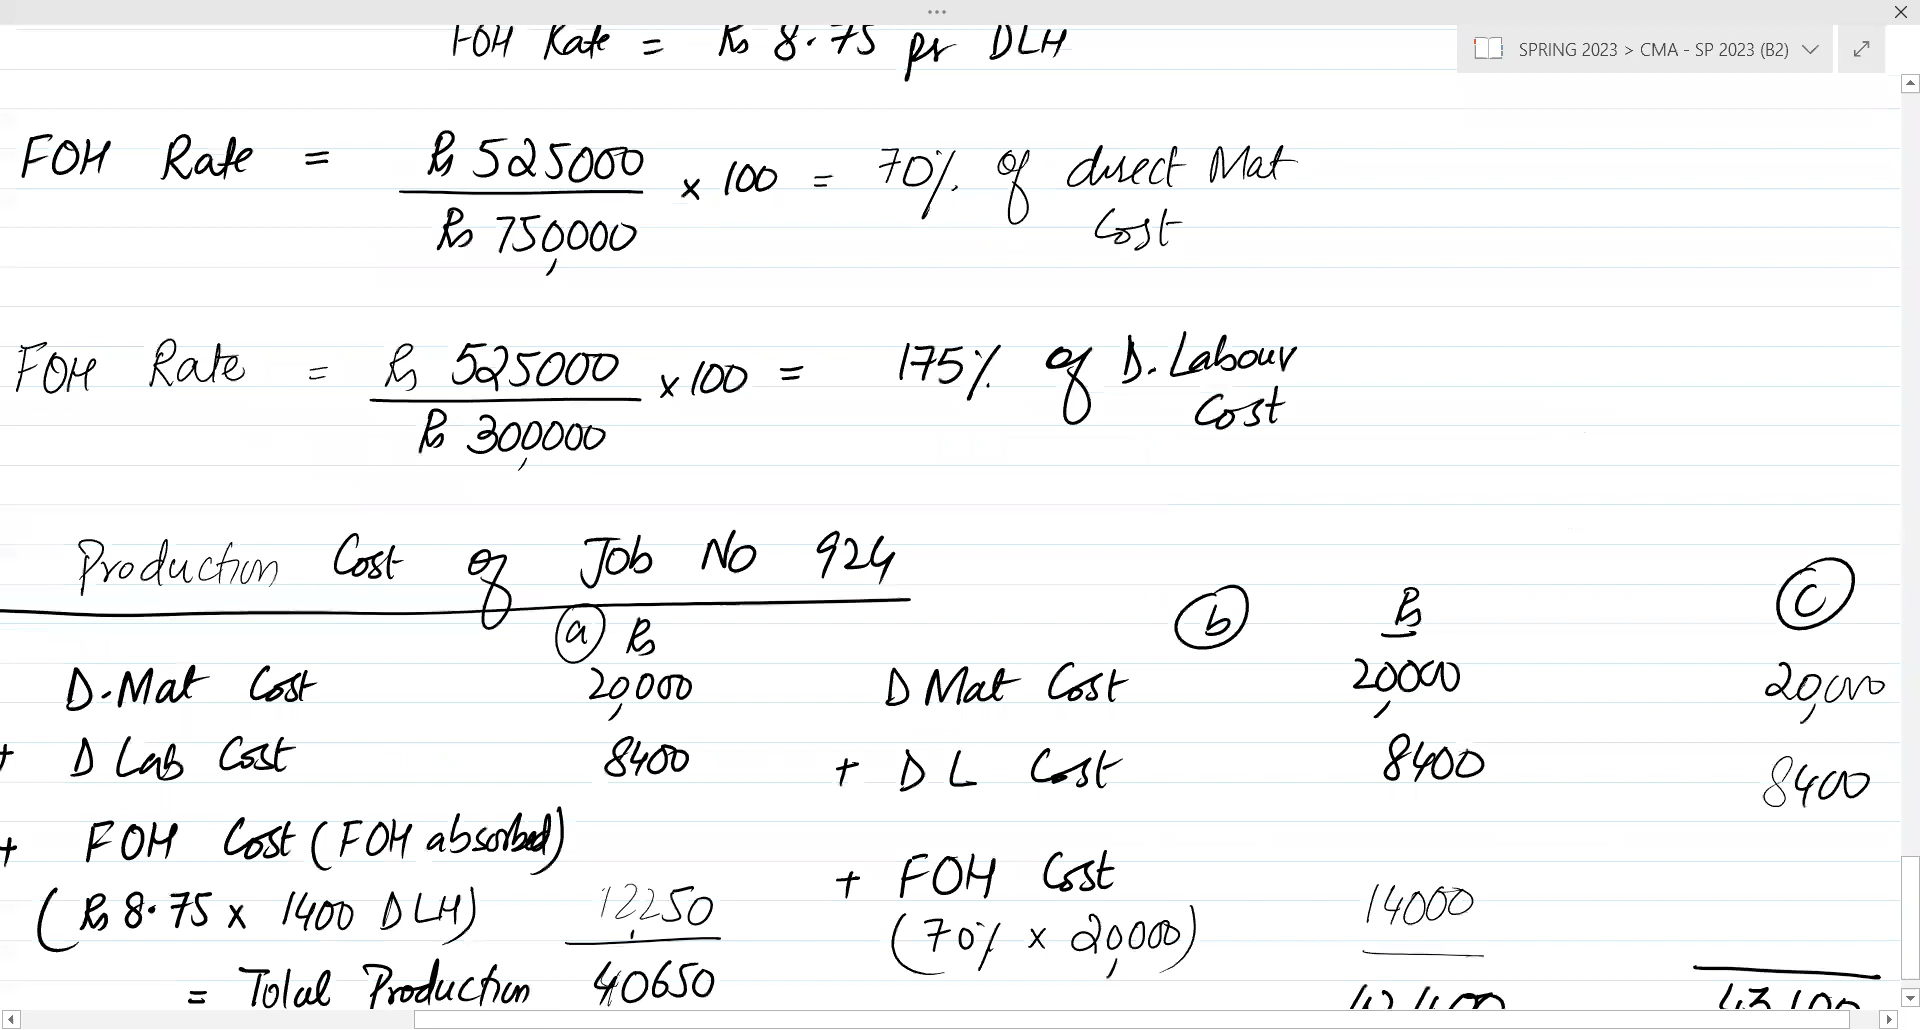 FOH Rate = Rs 8.75 per DLH
SPRING 2023 > CMA - SP 2023 (B2)
FOH Rate = Rs 525000 / Rs 750,000 × 100 = 70% of direct Mat
Cost
FOH Rate = Rs 525000 / Rs 300,000 × 100 = 175% of D. Labour
Cost
Production Cost of Job No 924
(a) Rs (b) Rs (c)
D. Mat Cost 20,000 D Mat Cost 20,000 20,000
+ D Lab Cost 8400 + D L Cost 8400 8400
+ FOH Cost (FOH absorbed) + FOH Cost
(Rs 8.75 × 1400 DLH) 12,250 (70% × 20,000) 14000
= Total Production 40650 42400 43100